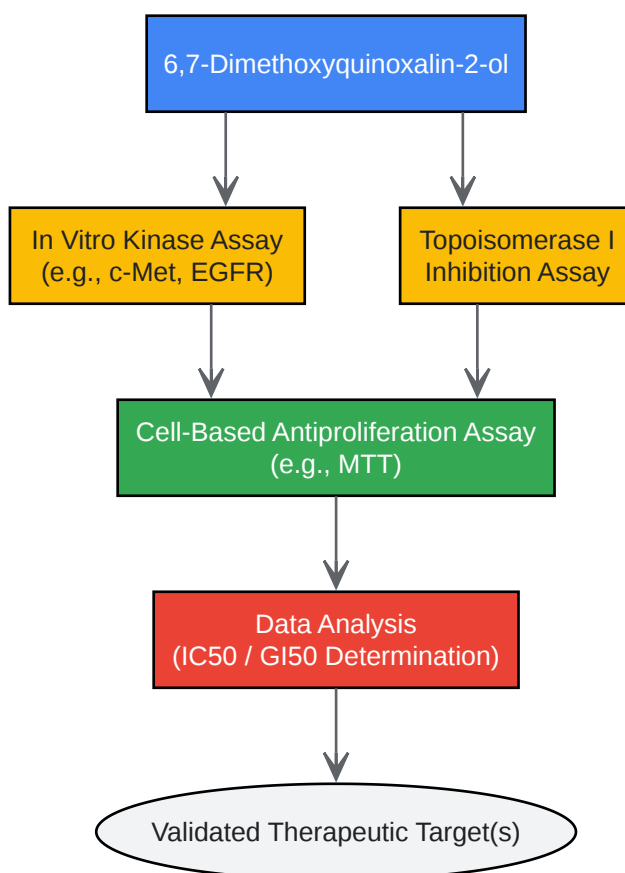 6,7-Dimethoxyquinoxalin-2-ol
In Vitro Kinase Assay
(e.g., c-Met, EGFR)
Topoisomerase I
Inhibition Assay
Cell-Based Antiproliferation Assay
(e.g., MTT)
Data Analysis
(IC50 / GI50 Determination)
Validated Therapeutic Target(s)